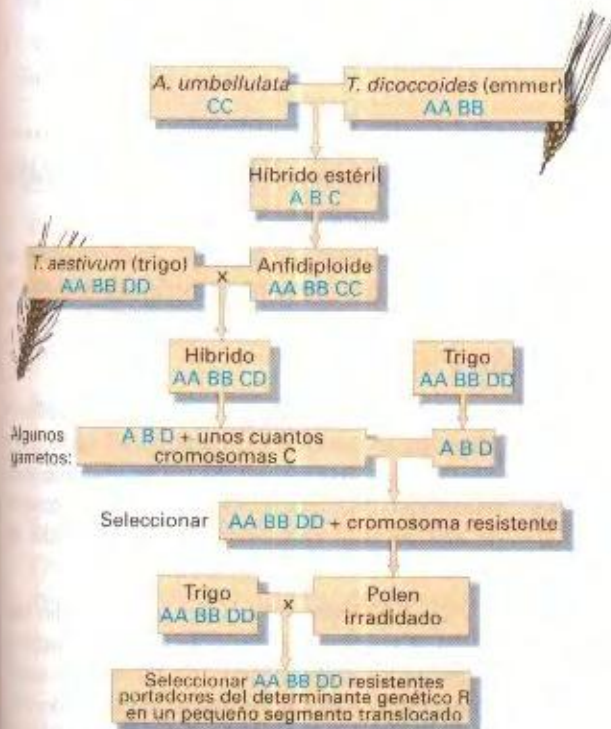 A. umbellulata
CC
T. dicoccoides (emmer)
AA BB
Híbrido estéril
A B C
T. aestivum (trigo)
AA BB DD
x
Anfidiploide
AA BB CC
Híbrido
AA BB CD
Trigo
AA BB DD
Algunos
gametos:
A B D + unos cuantos
cromosomas C
A B D
Seleccionar
AA BB DD + cromosoma resistente
Trigo
AA BB DD
x
Polen
irradidado
Seleccionar AA BB DD resistentes
portadores del determinante genético R
en un pequeño segmento translocado